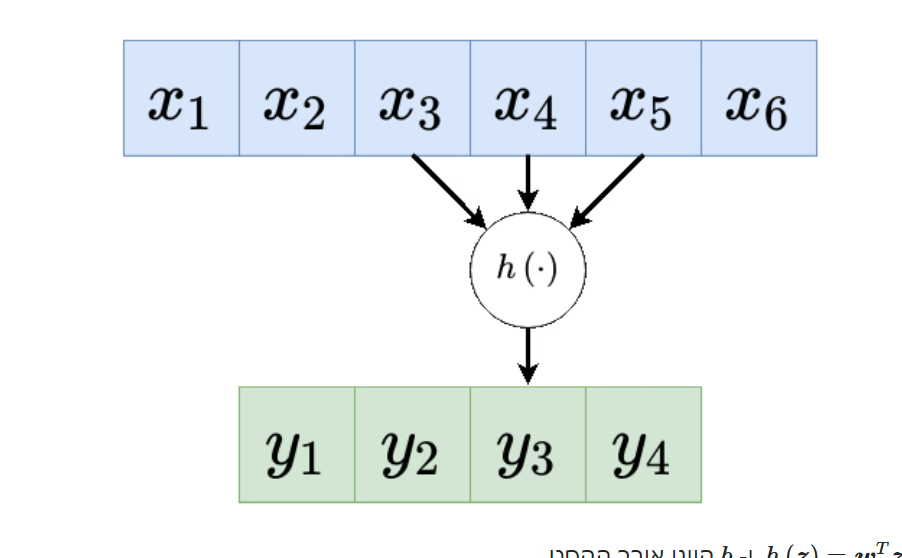 x₁ x₂ x₃ x₄ x₅ x₆
h (·)
y₁ y₂ y₃ y₄